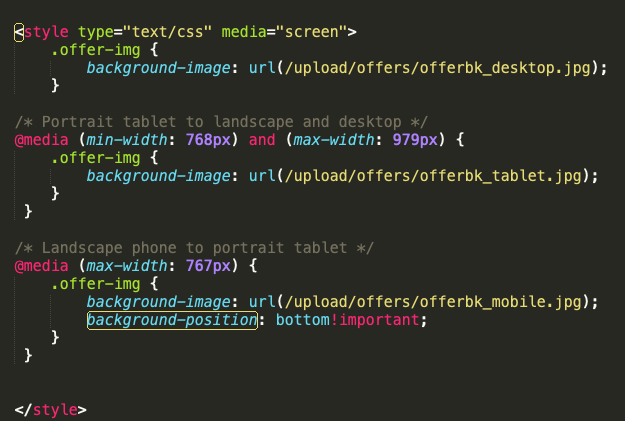 <style type="text/css" media="screen">
    .offer-img {
        background-image: url(/upload/offers/offerbk_desktop.jpg);
    }

/* Portrait tablet to landscape and desktop */
@media (min-width: 768px) and (max-width: 979px) {
    .offer-img {
        background-image: url(/upload/offers/offerbk_tablet.jpg);
    }
 }

/* Landscape phone to portrait tablet */
@media (max-width: 767px) {
    .offer-img {
        background-image: url(/upload/offers/offerbk_mobile.jpg);
        background-position: bottom!important;
    }
 }

</style>